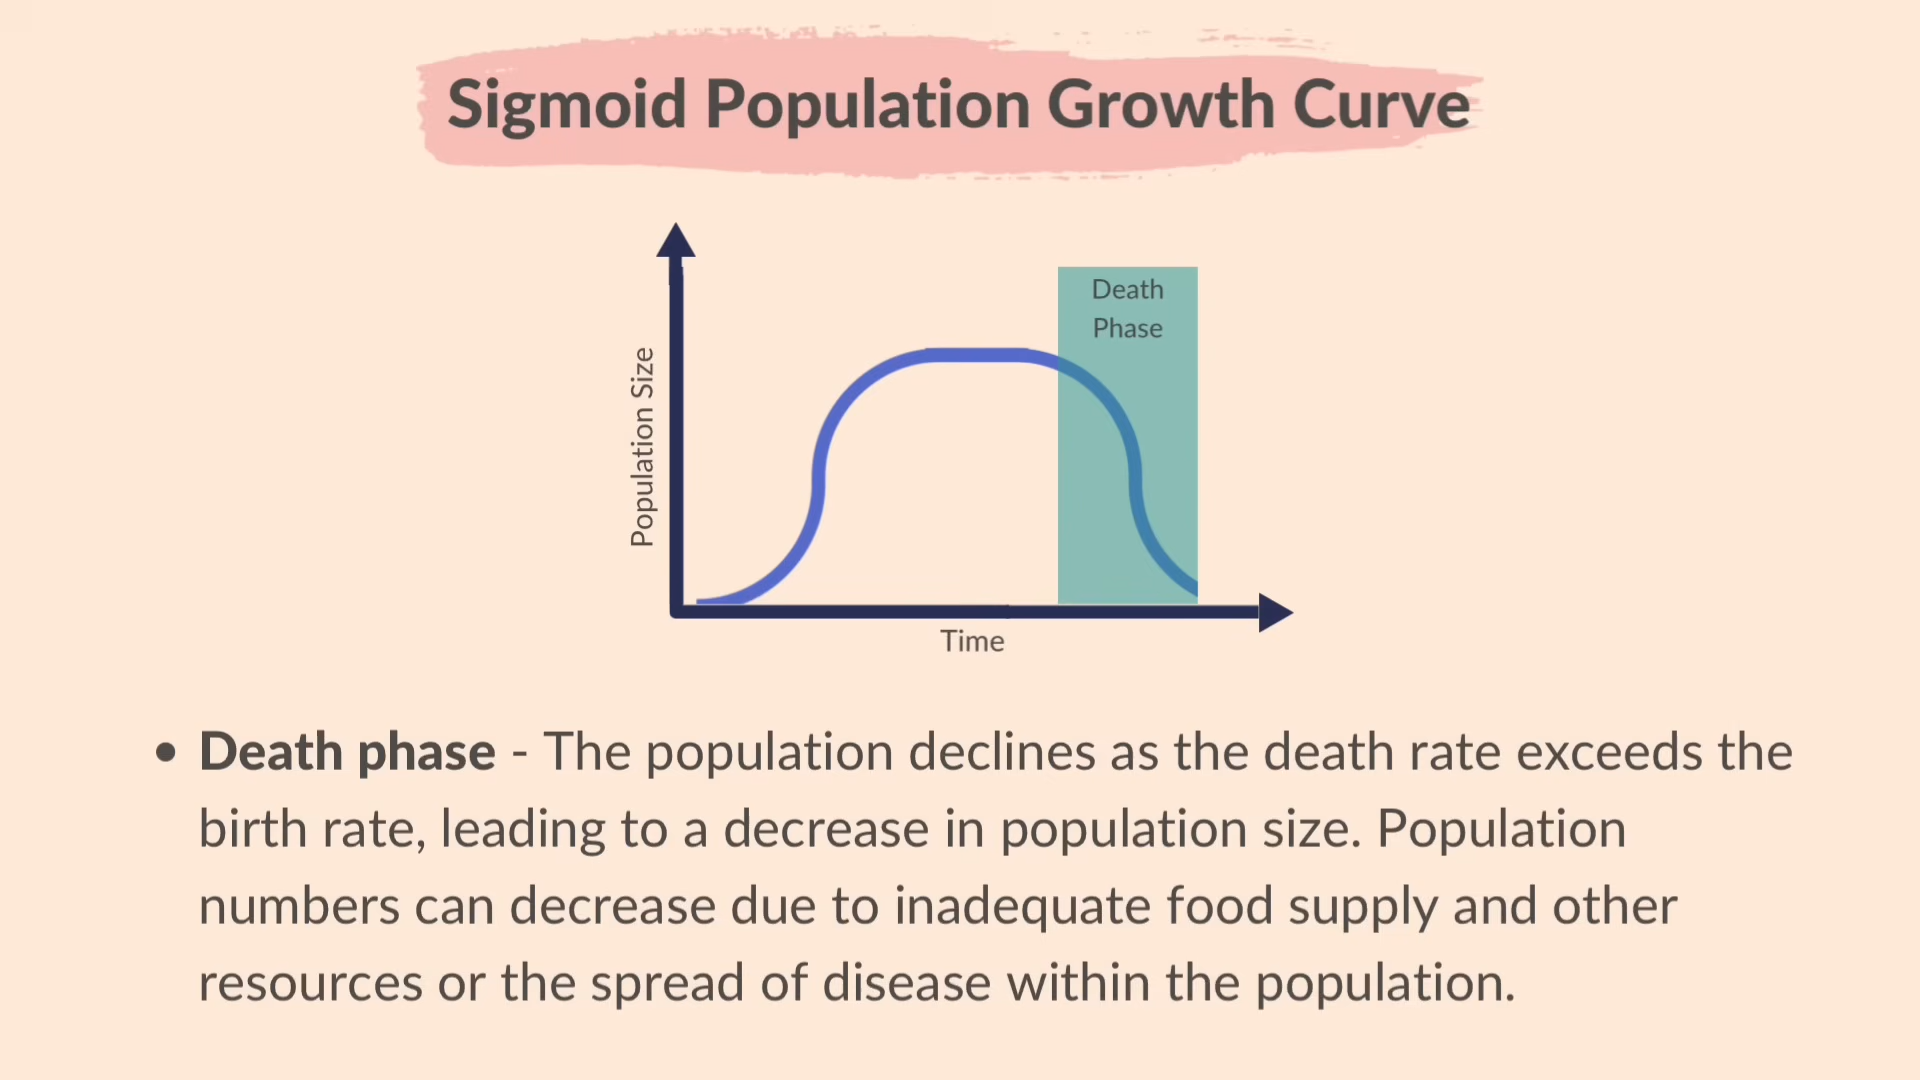 Sigmoid Population Growth Curve
Death
Phase
Population Size
Time
• Death phase - The population declines as the death rate exceeds the
birth rate, leading to a decrease in population size. Population
numbers can decrease due to inadequate food supply and other
resources or the spread of disease within the population.